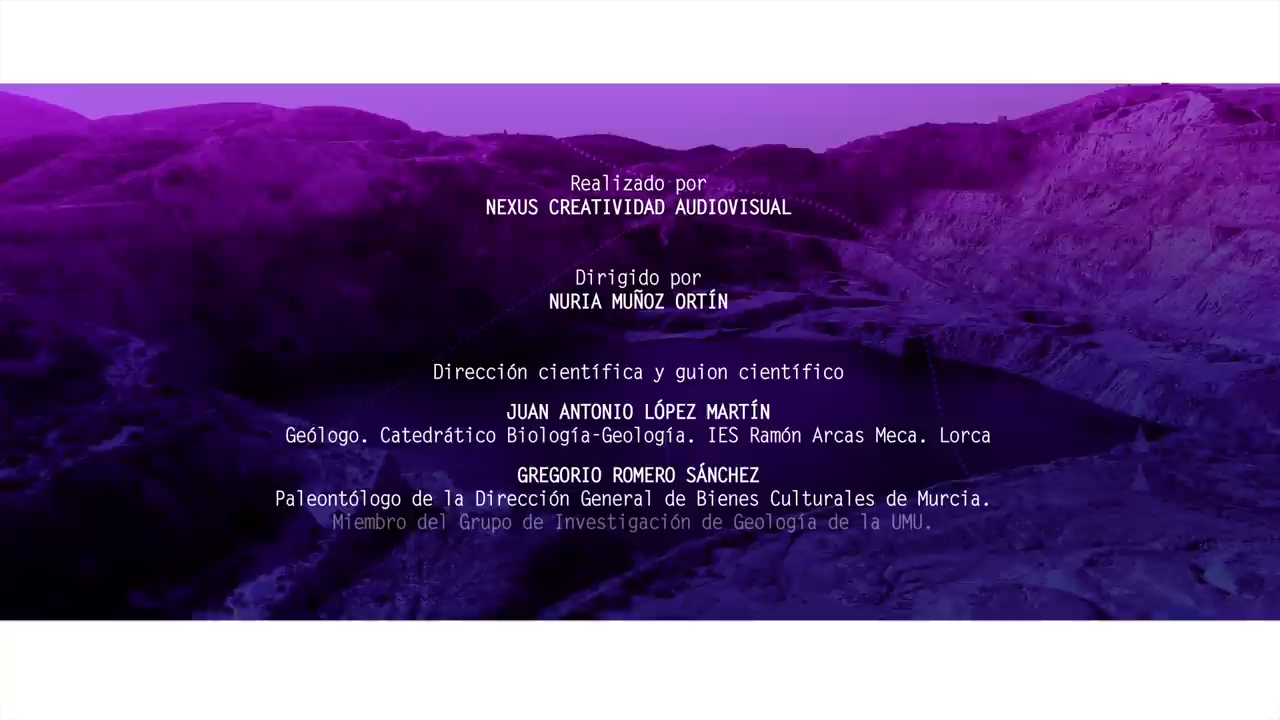 Realizado por
NEXUS CREATIVIDAD AUDIOVISUAL
Dirigido por
NURIA MUÑOZ ORTÍN
Dirección científica y guion científico
JUAN ANTONIO LÓPEZ MARTÍN
Geólogo. Catedrático Biología-Geología. IES Ramón Arcas Meca. Lorca
GREGORIO ROMERO SÁNCHEZ
Paleontólogo de la Dirección General de Bienes Culturales de Murcia.
Miembro del Grupo de Investigación de Geología de la UMU.